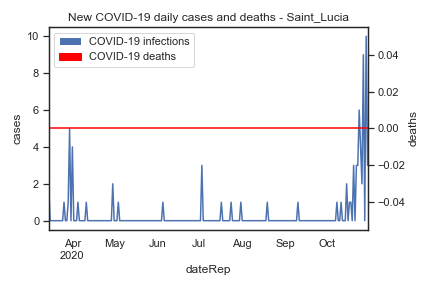 New COVID-19 daily cases and deaths - Saint_Lucia
COVID-19 infections
COVID-19 deaths
10
8
6
4
2
0
cases
0.04
0.02
0.00
−0.02
−0.04
deaths
Apr
2020
May
Jun
Jul
Aug
Sep
Oct
dateRep